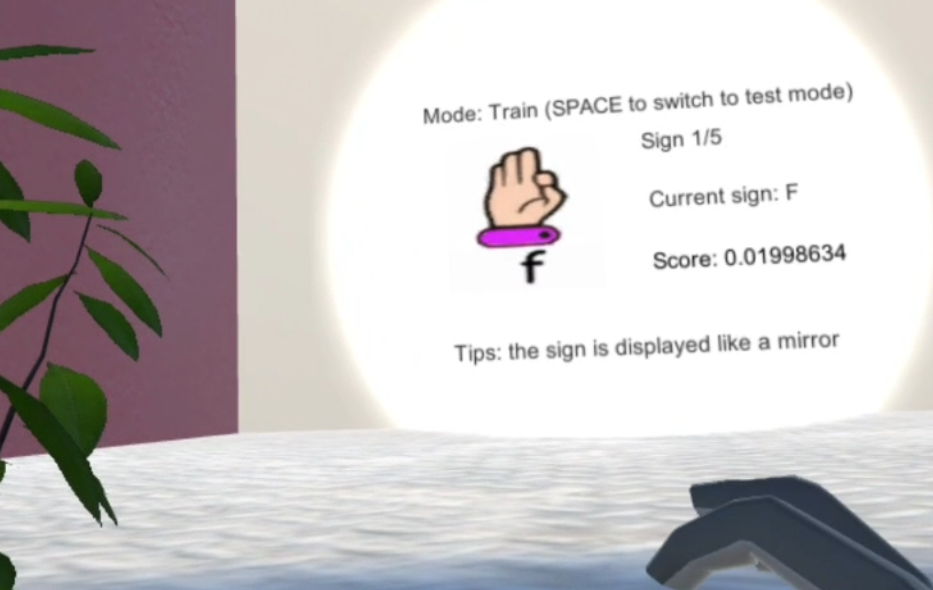 Mode: Train (SPACE to switch to test mode)
Sign 1/5
Current sign: F
f
Score: 0.01998634
Tips: the sign is displayed like a mirror